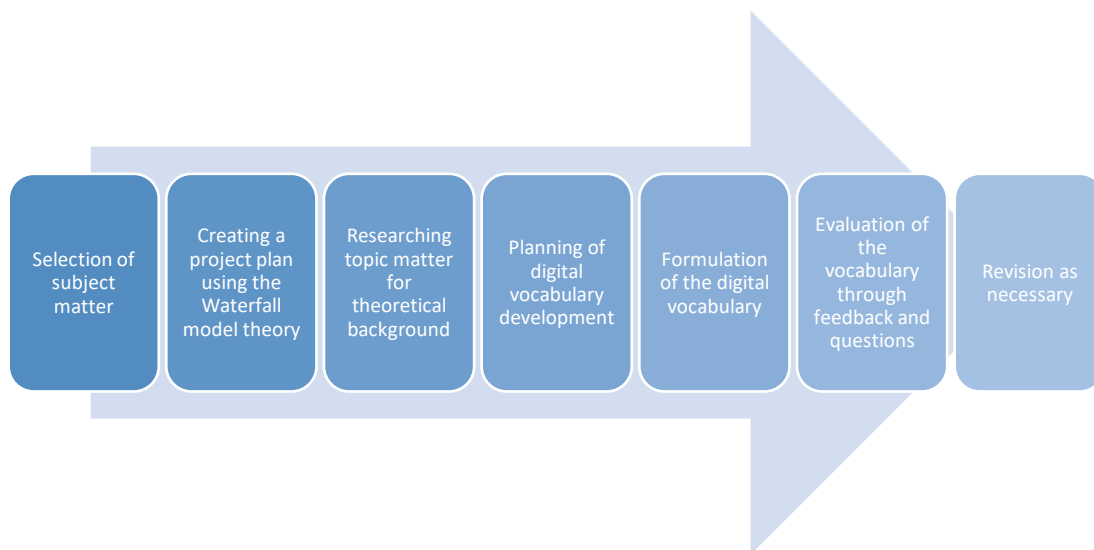 Selection of
subject
matter
Creating a
project plan
using the
Waterfall
model theory
Researching
topic matter
for
theoretical
background
Planning of
digital
vocabulary
development
Formulation
of the digital
vocabulary
Evaluation of
the
vocabulary
through
feedback and
questions
Revision as
necessary